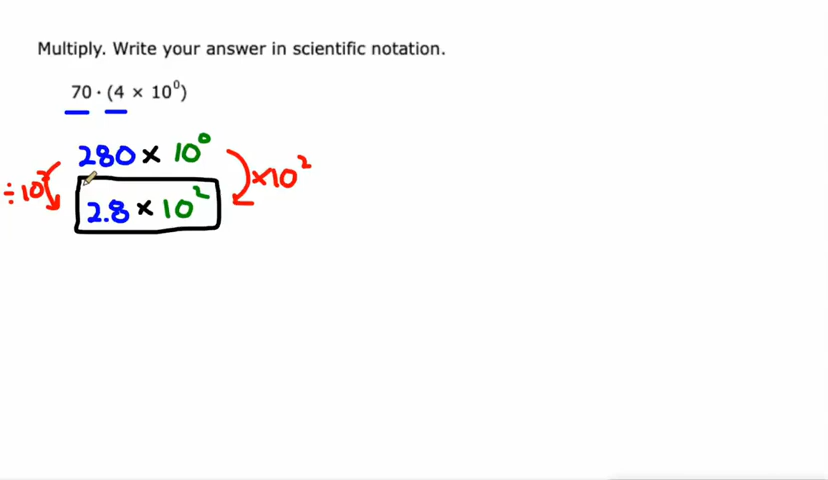 Multiply. Write your answer in scientific notation.
70 · (4 × 10⁰)
280 × 10⁰
÷10² ×10²
2.8 × 10²